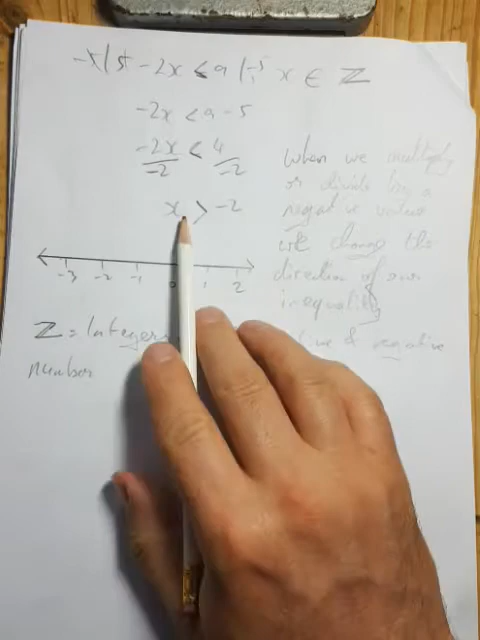 -5/5 - 2x < 9/-5 x ∈ ℤ
-2x < 9 - 5
-2x < 4
-2 -2
x > -2
When we multiply
or divide by a
negative value
we change the
direction of our
inequality
-3 -2 -1 0 1 2
ℤ = Integers & negative
number